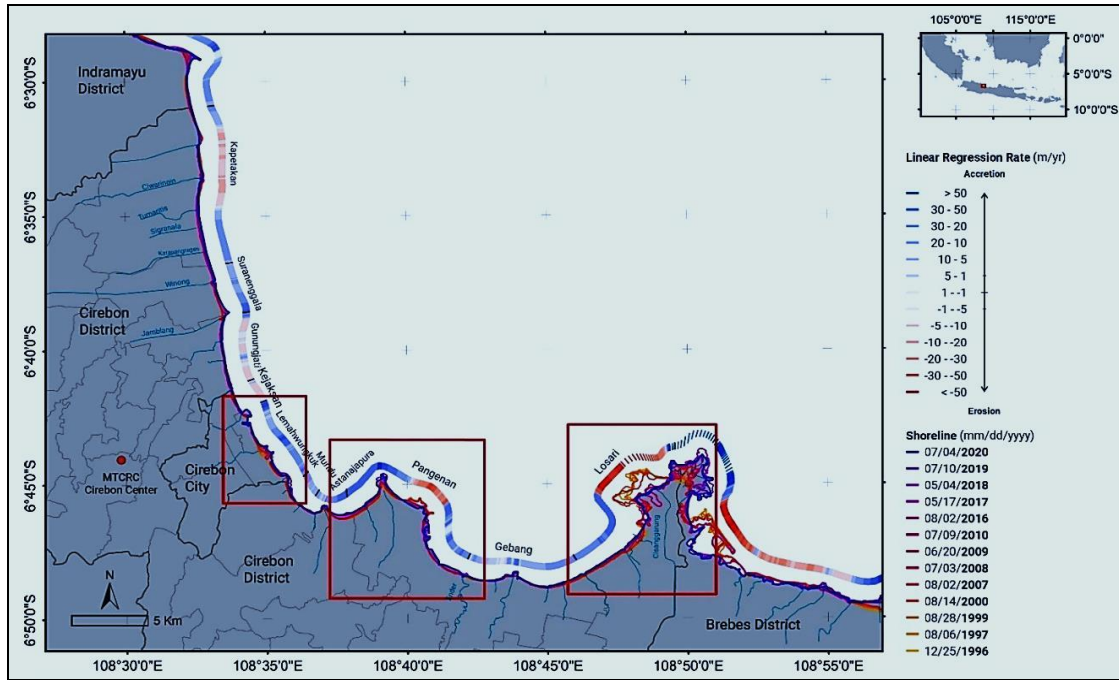 105°0'0"E 115°0'0"E
0°0'0"
5°0'0"S
10°0'0"S
6°30'0"S
6°35'0"S
6°40'0"S
6°45'0"S
6°50'0"S
Indramayu
District
Kapetakan
Ciwaringin
Tumaritis
Sigranala
Winong
Suranenggala
Cirebon
District
Jamblang
Gunungjati
Kejaksan
Lemahwungkuk
Mundu
Astanajapura
Pangenan
Losari
MTCRC
Cirebon Center
Cirebon
City
Gebang
Cisanggarung
Cirebon
District
Brebes District
N
5 Km
108°30'0"E 108°35'0"E 108°40'0"E 108°45'0"E 108°50'0"E 108°55'0"E
Linear Regression Rate (m/yr)
Accretion
> 50
30 - 50
30 - 20
20 - 10
10 - 5
5 - 1
1 - -1
-1 - -5
-5 - -10
-10 - -20
-20 - -30
-30 - -50
< -50
Erosion
Shoreline (mm/dd/yyyy)
07/04/2020
07/10/2019
05/04/2018
05/17/2017
08/02/2016
07/09/2010
06/20/2009
07/03/2008
08/02/2007
08/14/2000
08/28/1999
08/06/1997
12/25/1996